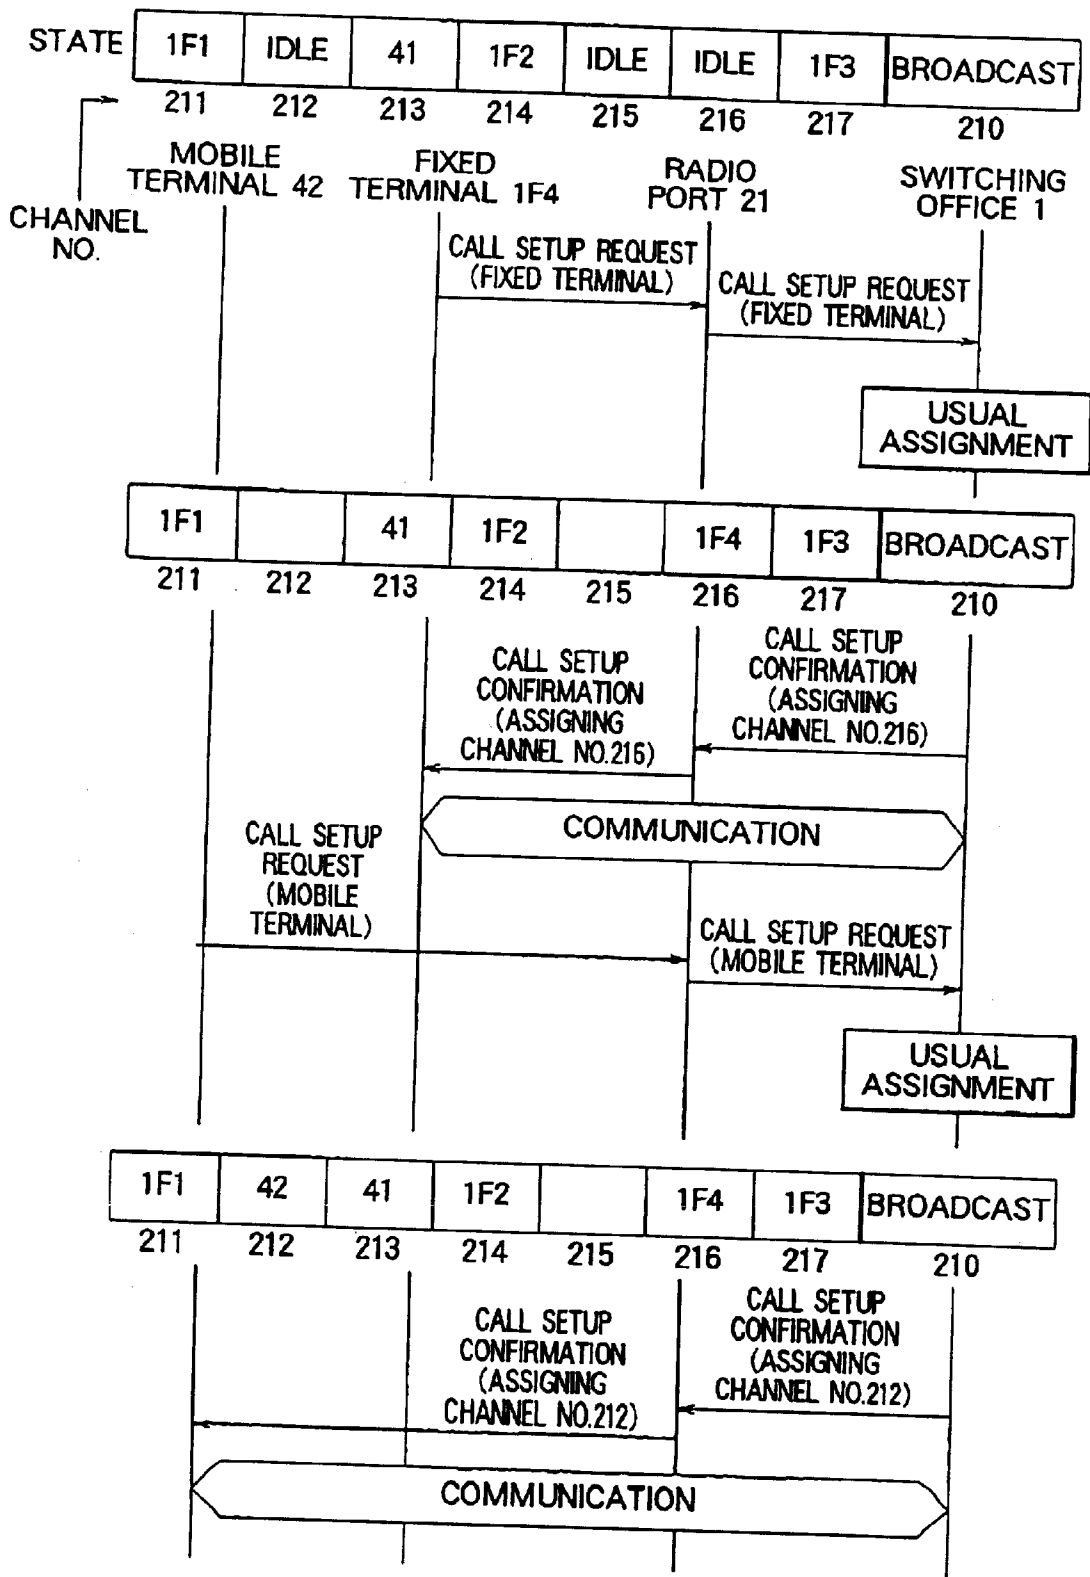 STATE 1F1 IDLE 41 1F2 IDLE IDLE 1F3 BROADCAST
211 212 213 214 215 216 217 210
CHANNEL
NO.
MOBILE
TERMINAL 42
FIXED
TERMINAL 1F4
RADIO
PORT 21
SWITCHING
OFFICE 1
CALL SETUP REQUEST
(FIXED TERMINAL)
CALL SETUP REQUEST
(FIXED TERMINAL)
USUAL
ASSIGNMENT
1F1 41 1F2 1F4 1F3 BROADCAST
211 212 213 214 215 216 217 210
CALL SETUP
CONFIRMATION
(ASSIGNING
CHANNEL NO.216)
CALL SETUP
CONFIRMATION
(ASSIGNING
CHANNEL NO.216)
COMMUNICATION
CALL SETUP
REQUEST
(MOBILE
TERMINAL)
CALL SETUP REQUEST
(MOBILE TERMINAL)
USUAL
ASSIGNMENT
1F1 42 41 1F2 1F4 1F3 BROADCAST
211 212 213 214 215 216 217 210
CALL SETUP
CONFIRMATION
(ASSIGNING
CHANNEL NO.212)
CALL SETUP
CONFIRMATION
(ASSIGNING
CHANNEL NO.212)
COMMUNICATION